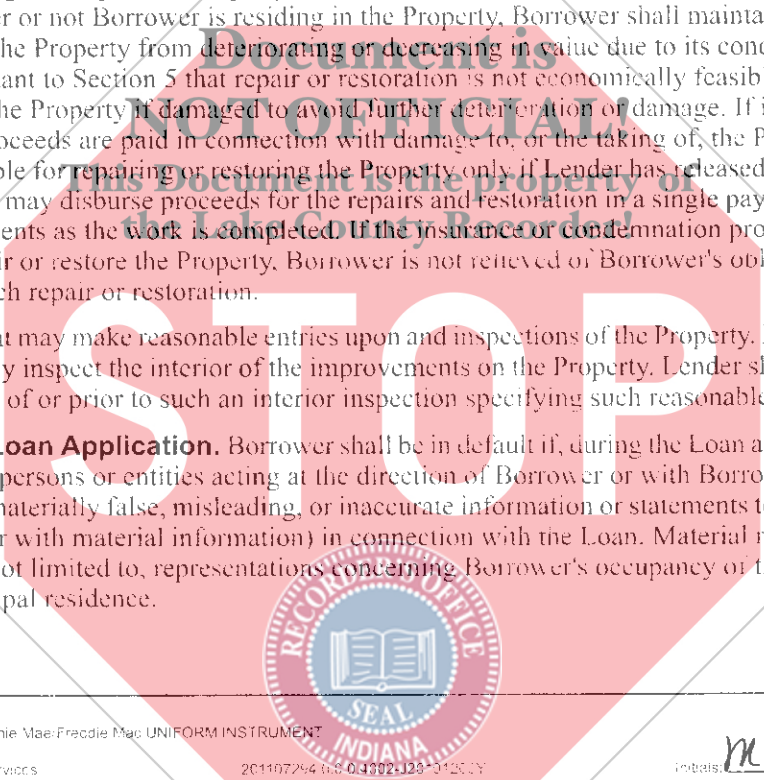 er or not Borrower is residing in the Property, Borrower shall mainta
he Property from deteriorating or decreasing in value due to its cond
Document is
ant to Section 5 that repair or restoration is not economically feasibl
he Property if damaged to avoid further deterioration or damage. If i
NOT OFFICIAL!
oceeds are paid in connection with damage to, or the taking of, the P
ble for repairing or restoring the Property only if Lender has released
This Document is the property of
may disburse proceeds for the repairs and restoration in a single pay
the Lake County Recorder!
ents as the work is completed. If the insurance or condemnation pro
ir or restore the Property, Borrower is not relieved of Borrower's obl
ch repair or restoration.
STOP
nt may make reasonable entries upon and inspections of the Property.
y inspect the interior of the improvements on the Property. Lender sh
of or prior to such an interior inspection specifying such reasonable
Loan Application. Borrower shall be in default if, during the Loan a
persons or entities acting at the direction of Borrower or with Borro
materially false, misleading, or inaccurate information or statements t
r with material information) in connection with the Loan. Material r
ot limited to, representations concerning Borrower's occupancy of t
pal residence.
RECORDER'S OFFICE
SEAL
INDIANA
nie Mae/Freddie Mac UNIFORM INSTRUMENT
rvices
Initials: M